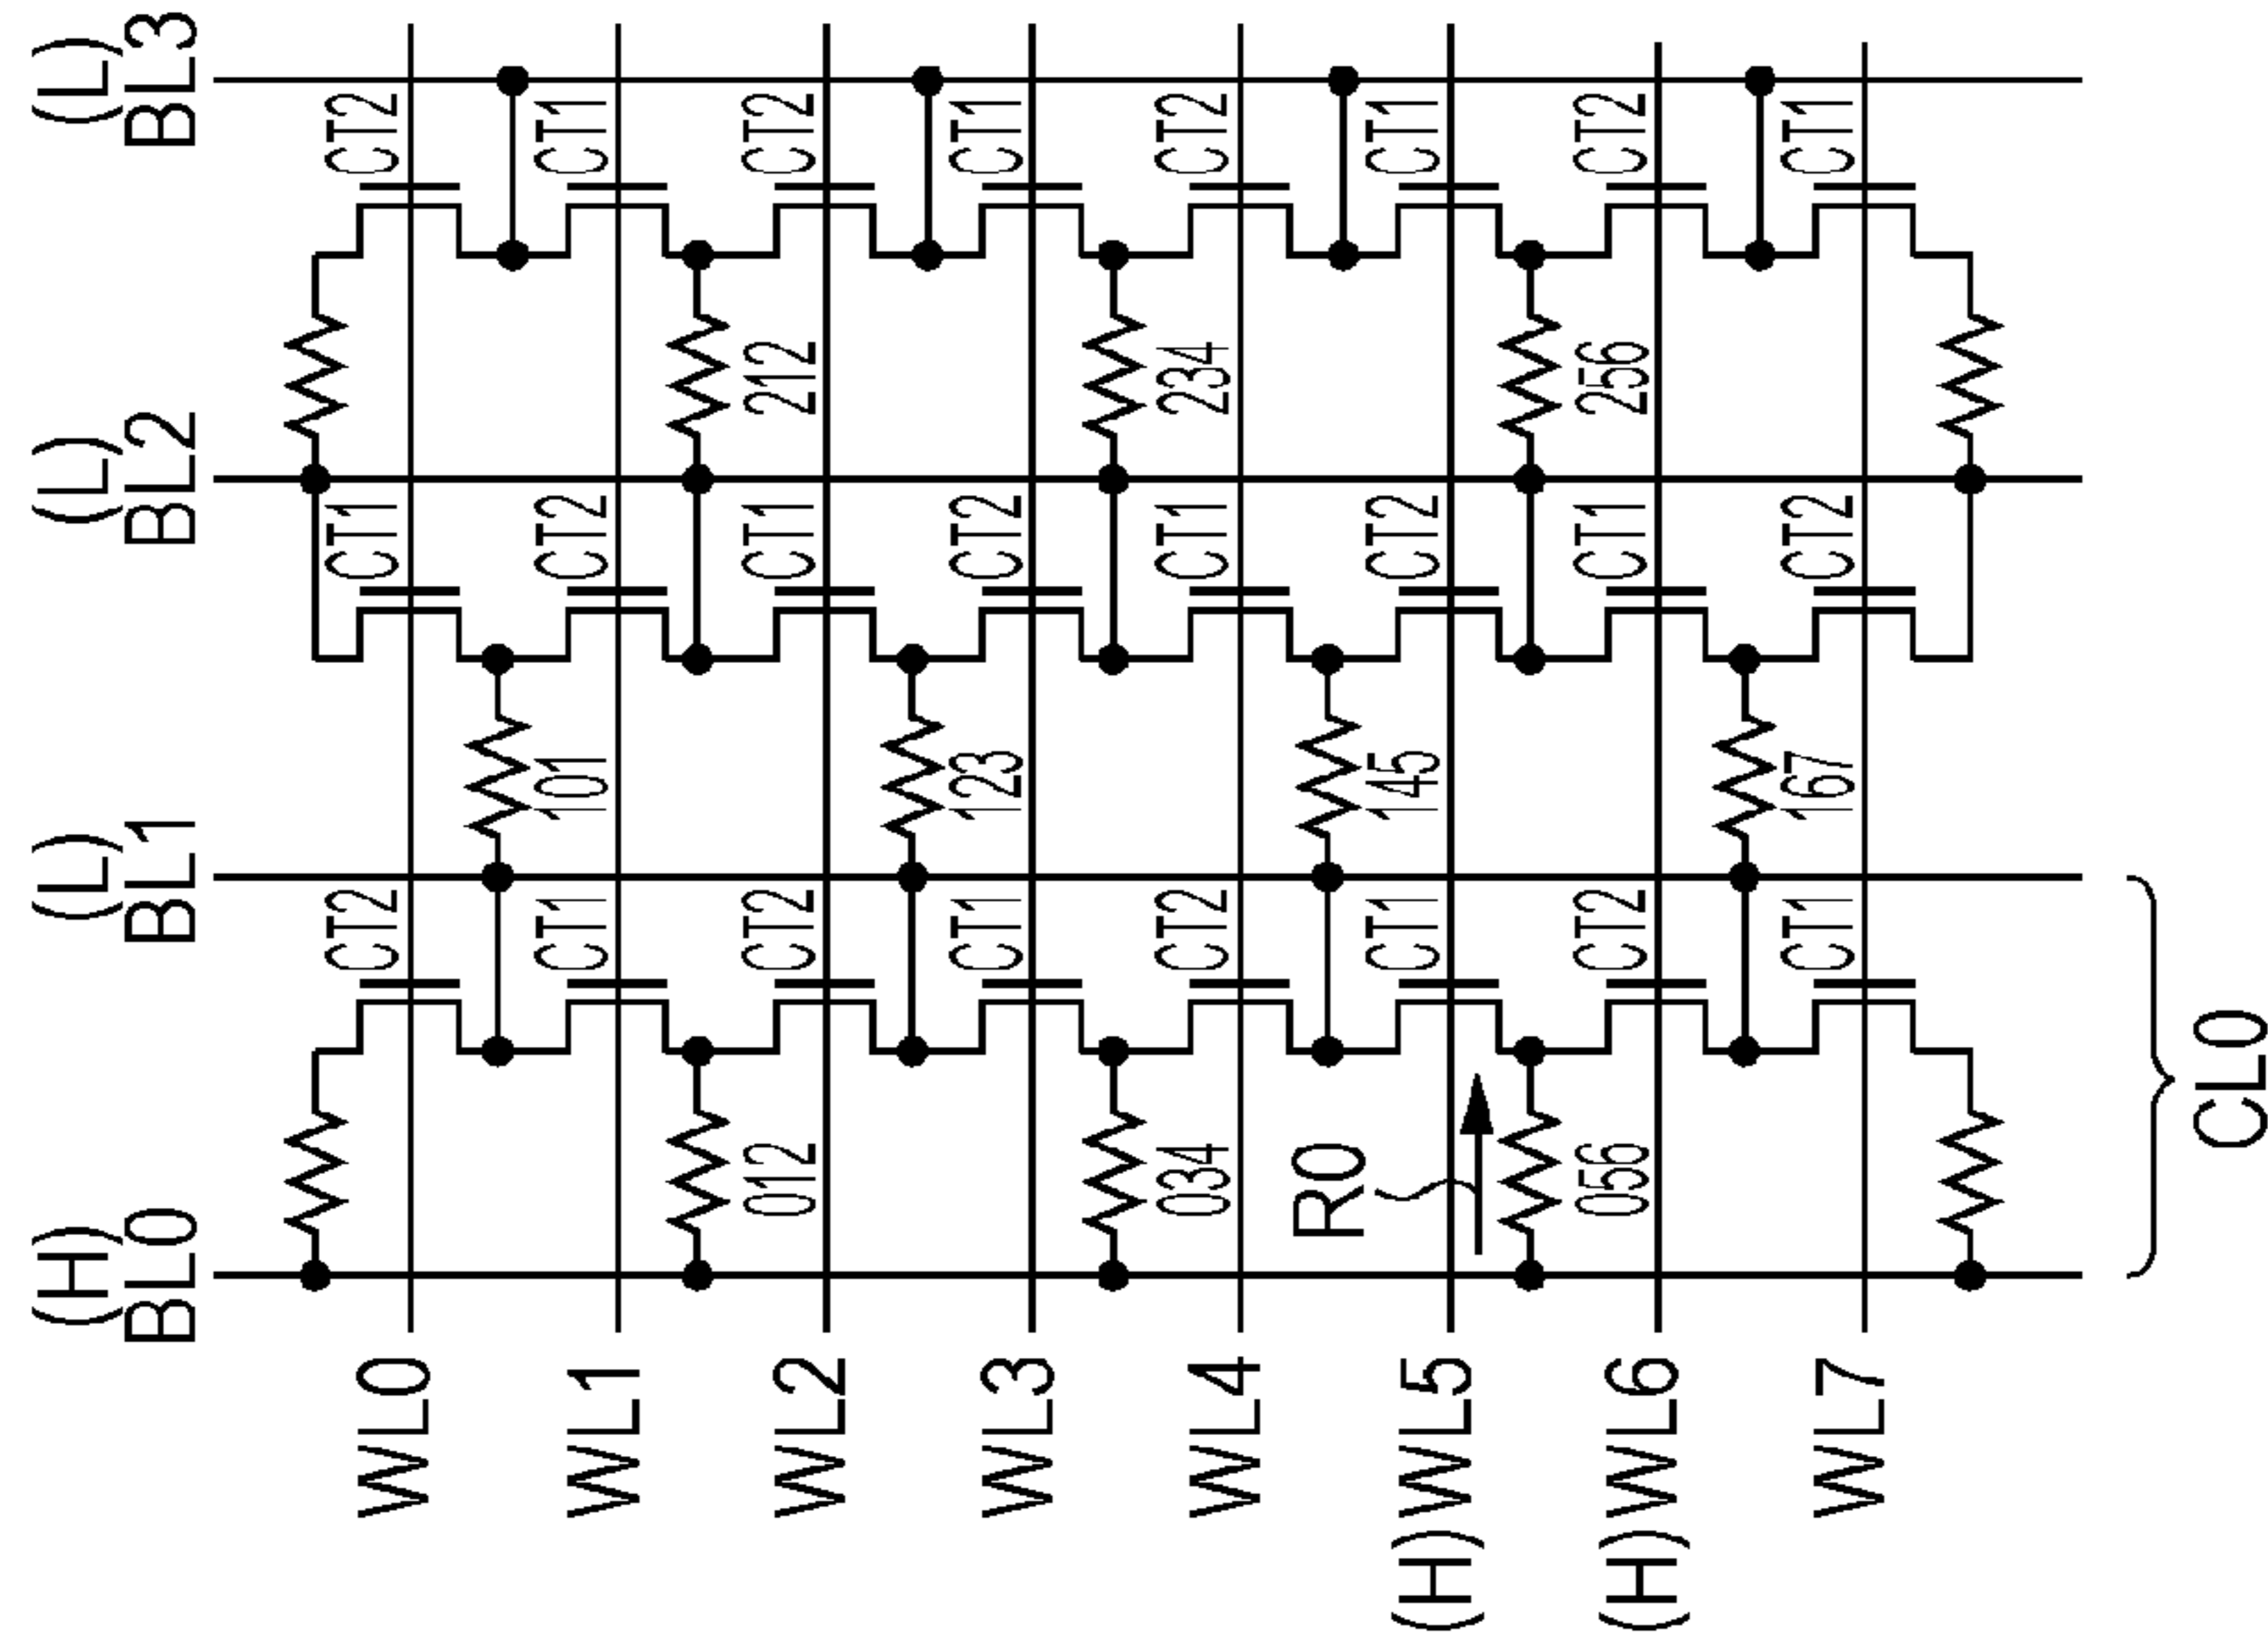 (H) (L) (L) (L)
BL0 BL1 BL2 BL3
WL0 CT2 CT1 CT2
WL1 CT1 101 CT2 CT1
WL2 012 CT2 CT1 212 CT2
WL3 CT1 123 CT2 CT1
WL4 034 CT2 CT1 234 CT2
R0
(H)WL5 CT1 145 CT2 CT1
(H)WL6 056 CT2 CT1 256 CT2
WL7 CT1 167 CT2 CT1
CL0